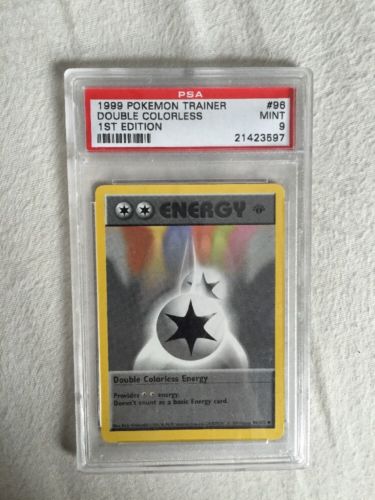 PSA
1999 POKEMON TRAINER #96
DOUBLE COLORLESS MINT
1ST EDITION 9
21423597
ENERGY
Double Colorless Energy
Provides energy.
Doesn't count as a basic Energy card.